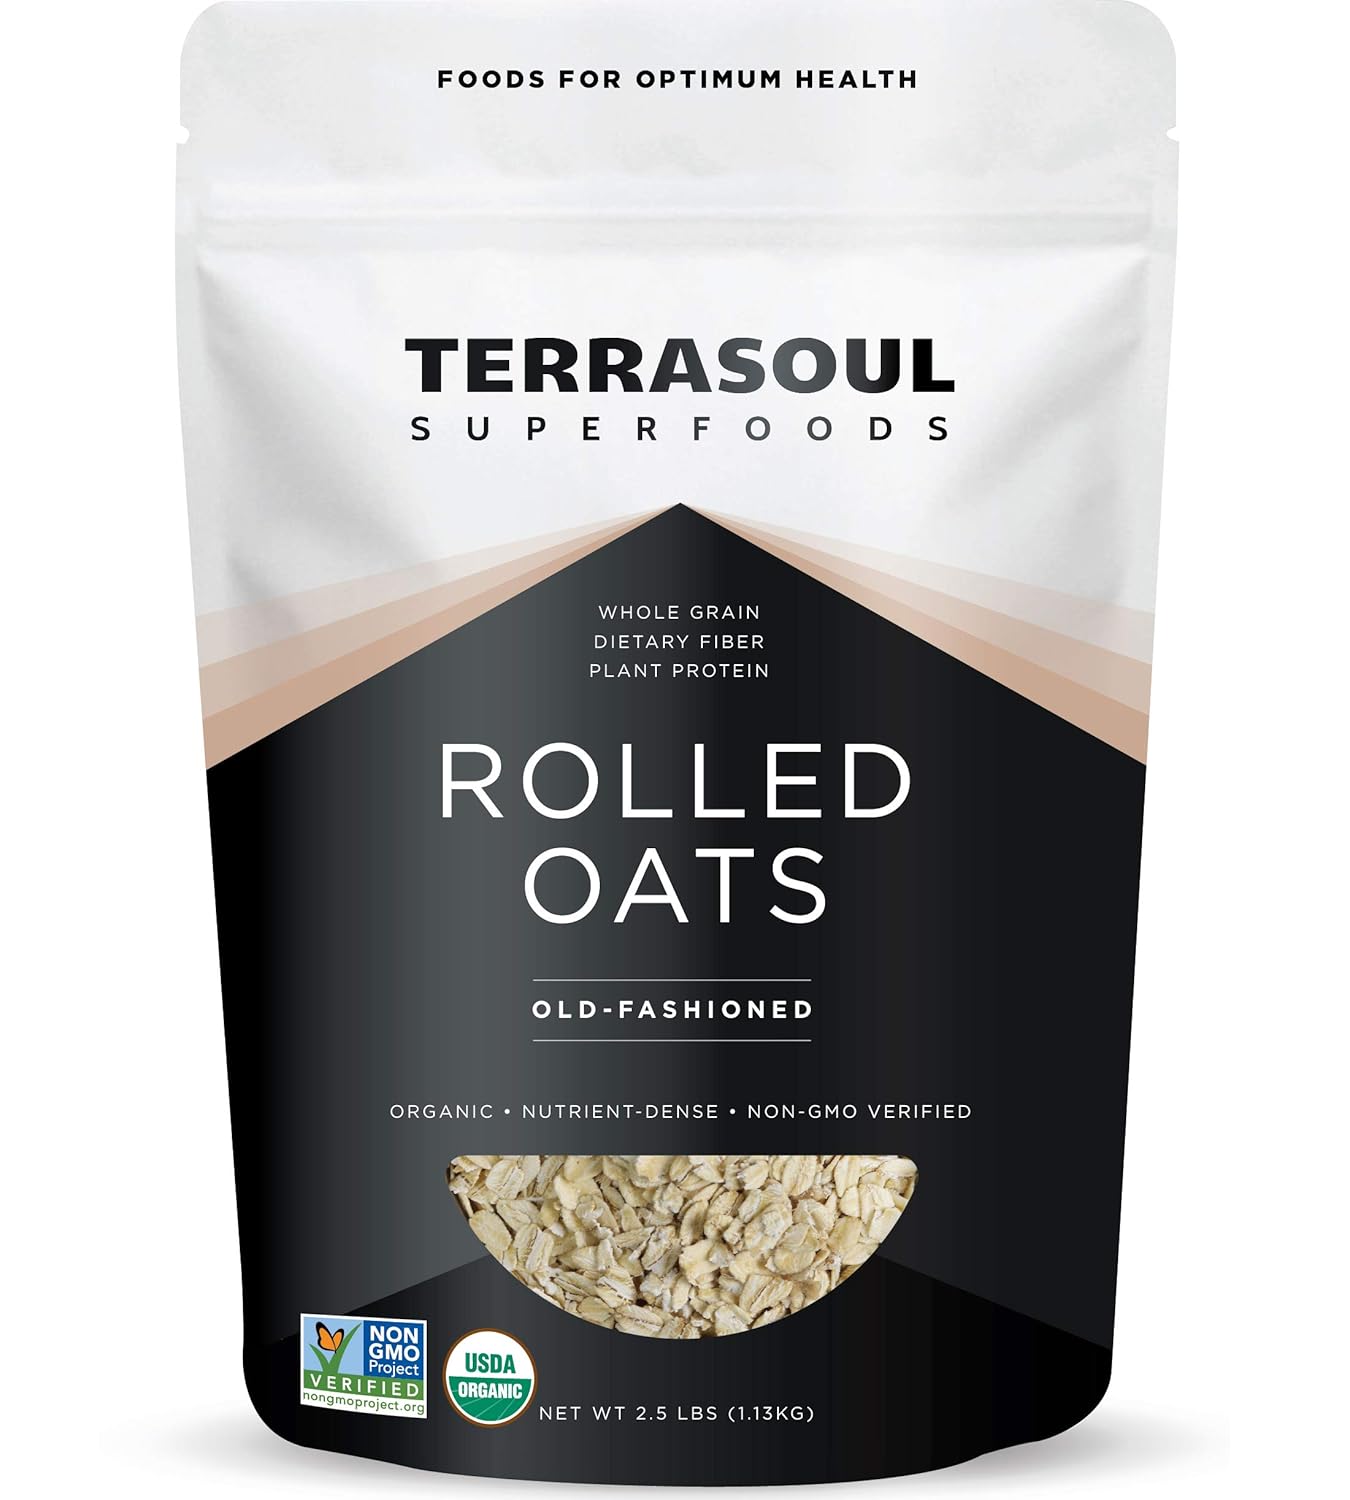 FOODS FOR OPTIMUM HEALTH
TERRASOUL
SUPERFOODS
WHOLE GRAIN
DIETARY FIBER
PLANT PROTEIN
ROLLED
OATS
OLD-FASHIONED
ORGANIC • NUTRIENT-DENSE • NON-GMO VERIFIED
NON
GMO
Project
VERIFIED
nongmoproject.org
USDA
ORGANIC
NET WT 2.5 LBS (1.13KG)